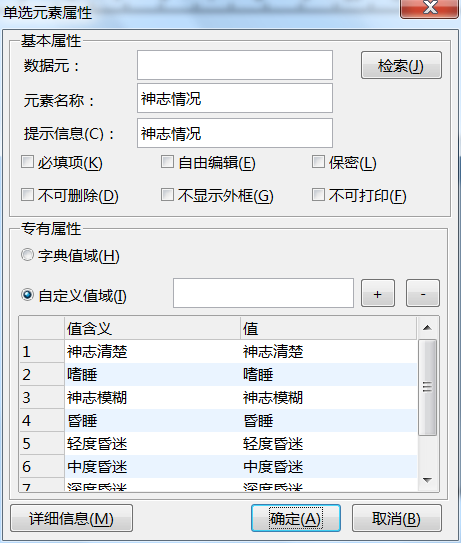 单选元素属性
基本属性
数据元：
检索(J)
元素名称： 神志情况
提示信息(C)： 神志情况
必填项(K) 自由编辑(E) 保密(L)
不可删除(D) 不显示外框(G) 不可打印(F)
专有属性
字典值域(H)
自定义值域(I) + -
值含义 值
1 神志清楚 神志清楚
2 嗜睡 嗜睡
3 神志模糊 神志模糊
4 昏睡 昏睡
5 轻度昏迷 轻度昏迷
6 中度昏迷 中度昏迷
7 深度昏迷 深度昏迷
详细信息(M) 确定(A) 取消(B)